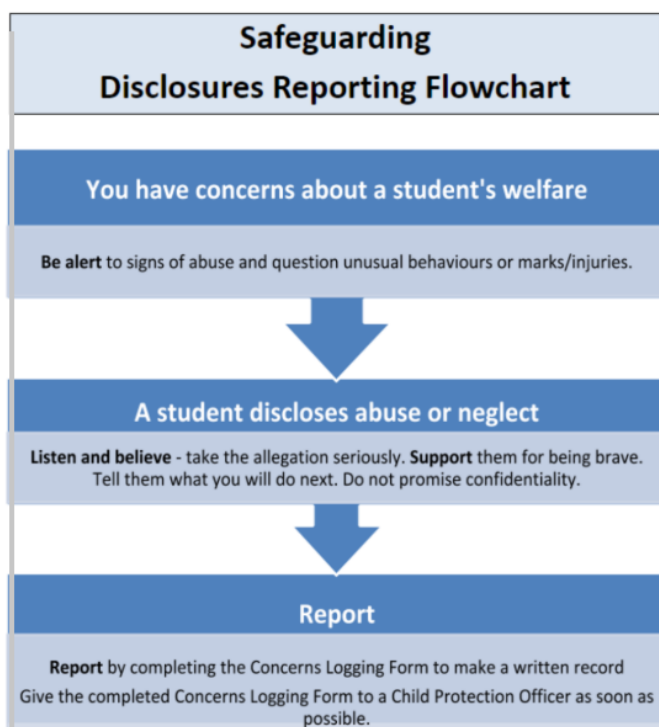 Safeguarding
Disclosures Reporting Flowchart
You have concerns about a student's welfare
Be alert to signs of abuse and question unusual behaviours or marks/injuries.
A student discloses abuse or neglect
Listen and believe - take the allegation seriously. Support them for being brave.
Tell them what you will do next. Do not promise confidentiality.
Report
Report by completing the Concerns Logging Form to make a written record
Give the completed Concerns Logging Form to a Child Protection Officer as soon as
possible.